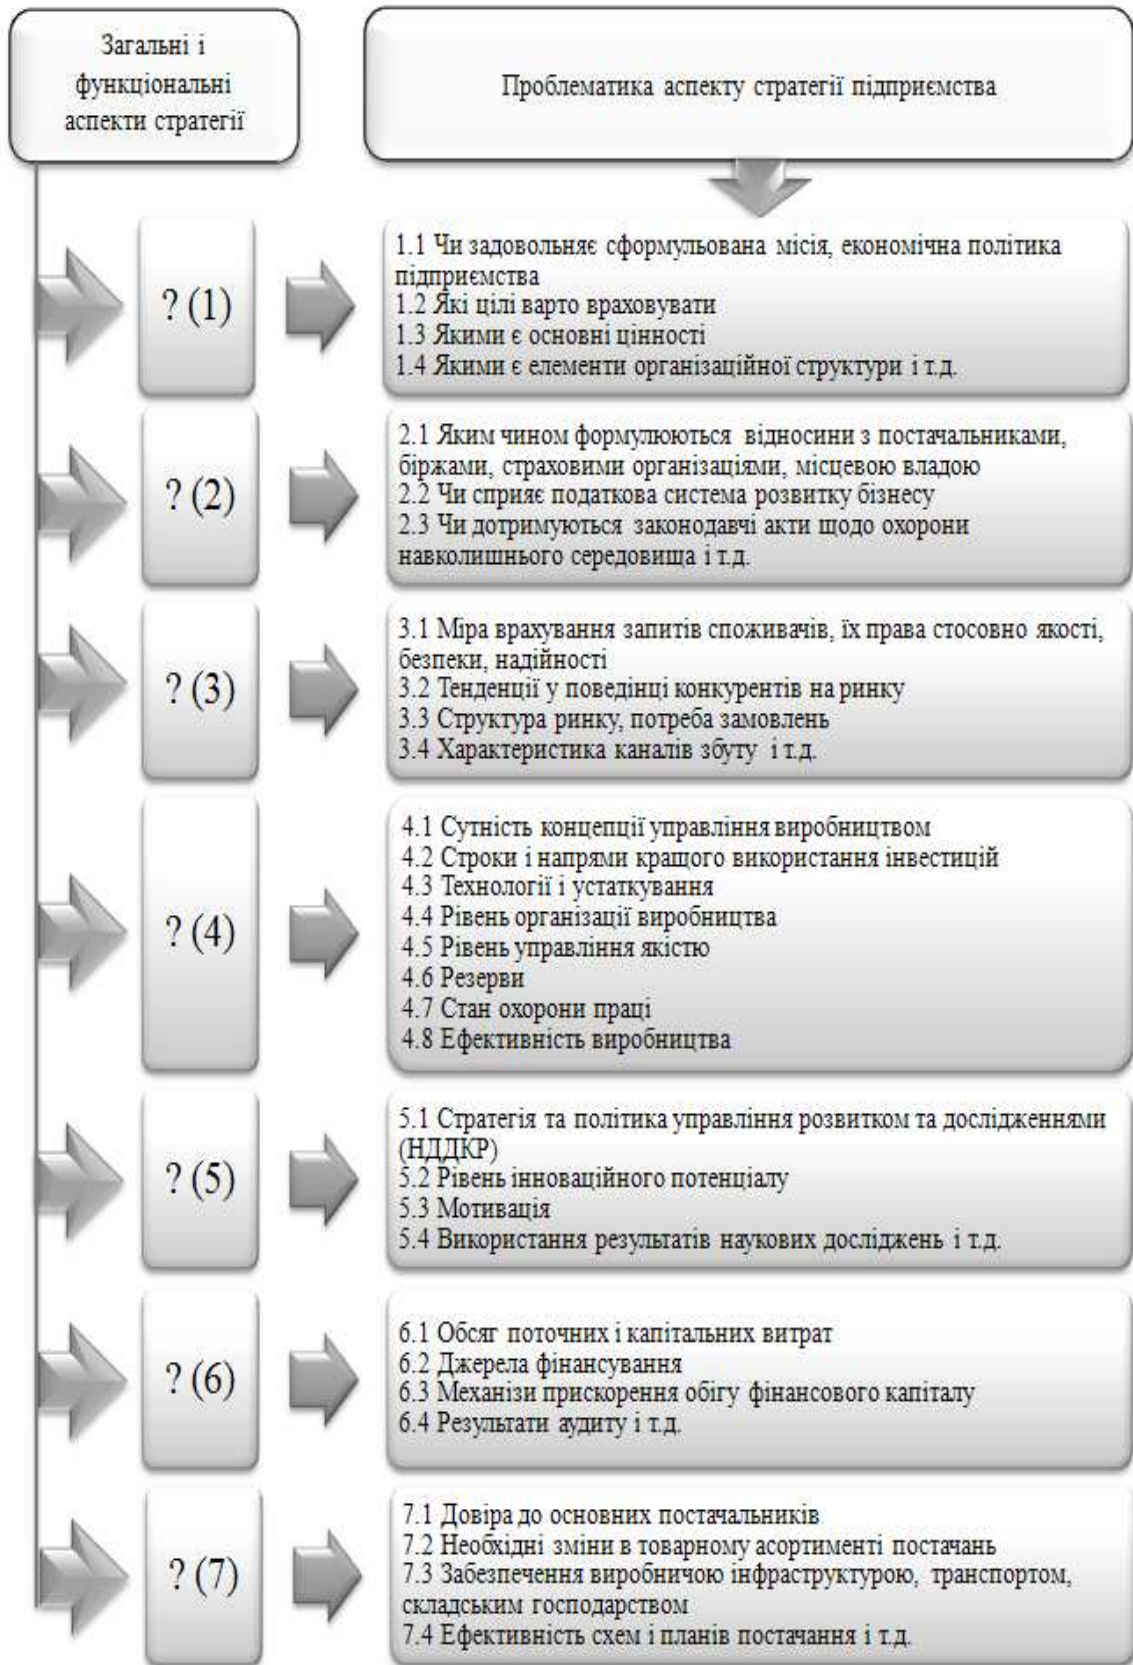 Загальні і
функціональні
аспекти стратегії
Проблематика аспекту стратегії підприємства
? (1)
1.1 Чи задовольняє сформульована місія, економічна політика
підприємства
1.2 Які цілі варто враховувати
1.3 Якими є основні цінності
1.4 Якими є елементи організаційної структури і т.д.
? (2)
2.1 Яким чином формулюються відносини з постачальниками,
біржами, страховими організаціями, місцевою владою
2.2 Чи сприяє податкова система розвитку бізнесу
2.3 Чи дотримуються законодавчі акти щодо охорони
навколишнього середовища і т.д.
? (3)
3.1 Міра врахування запитів споживачів, їх права стосовно якості,
безпеки, надійності
3.2 Тенденції у поведінці конкурентів на ринку
3.3 Структура ринку, потреба замовлень
3.4 Характеристика каналів збуту і т.д.
? (4)
4.1 Сутність концепції управління виробництвом
4.2 Строки і напрями кращого використання інвестицій
4.3 Технології і устаткування
4.4 Рівень організації виробництва
4.5 Рівень управління якістю
4.6 Резерви
4.7 Стан охорони праці
4.8 Ефективність виробництва
? (5)
5.1 Стратегія та політика управління розвитком та дослідженнями
(НДДКР)
5.2 Рівень інноваційного потенціалу
5.3 Мотивація
5.4 Використання результатів наукових досліджень і т.д.
? (6)
6.1 Обсяг поточних і капітальних витрат
6.2 Джерела фінансування
6.3 Механізи прискорення обігу фінансового капіталу
6.4 Результати аудиту і т.д.
? (7)
7.1 Довіра до основних постачальників
7.2 Необхідні зміни в товарному асортименті постачань
7.3 Забезпечення виробничою інфраструктурою, транспортом,
складським господарством
7.4 Ефективність схем і планів постачання і т.д.